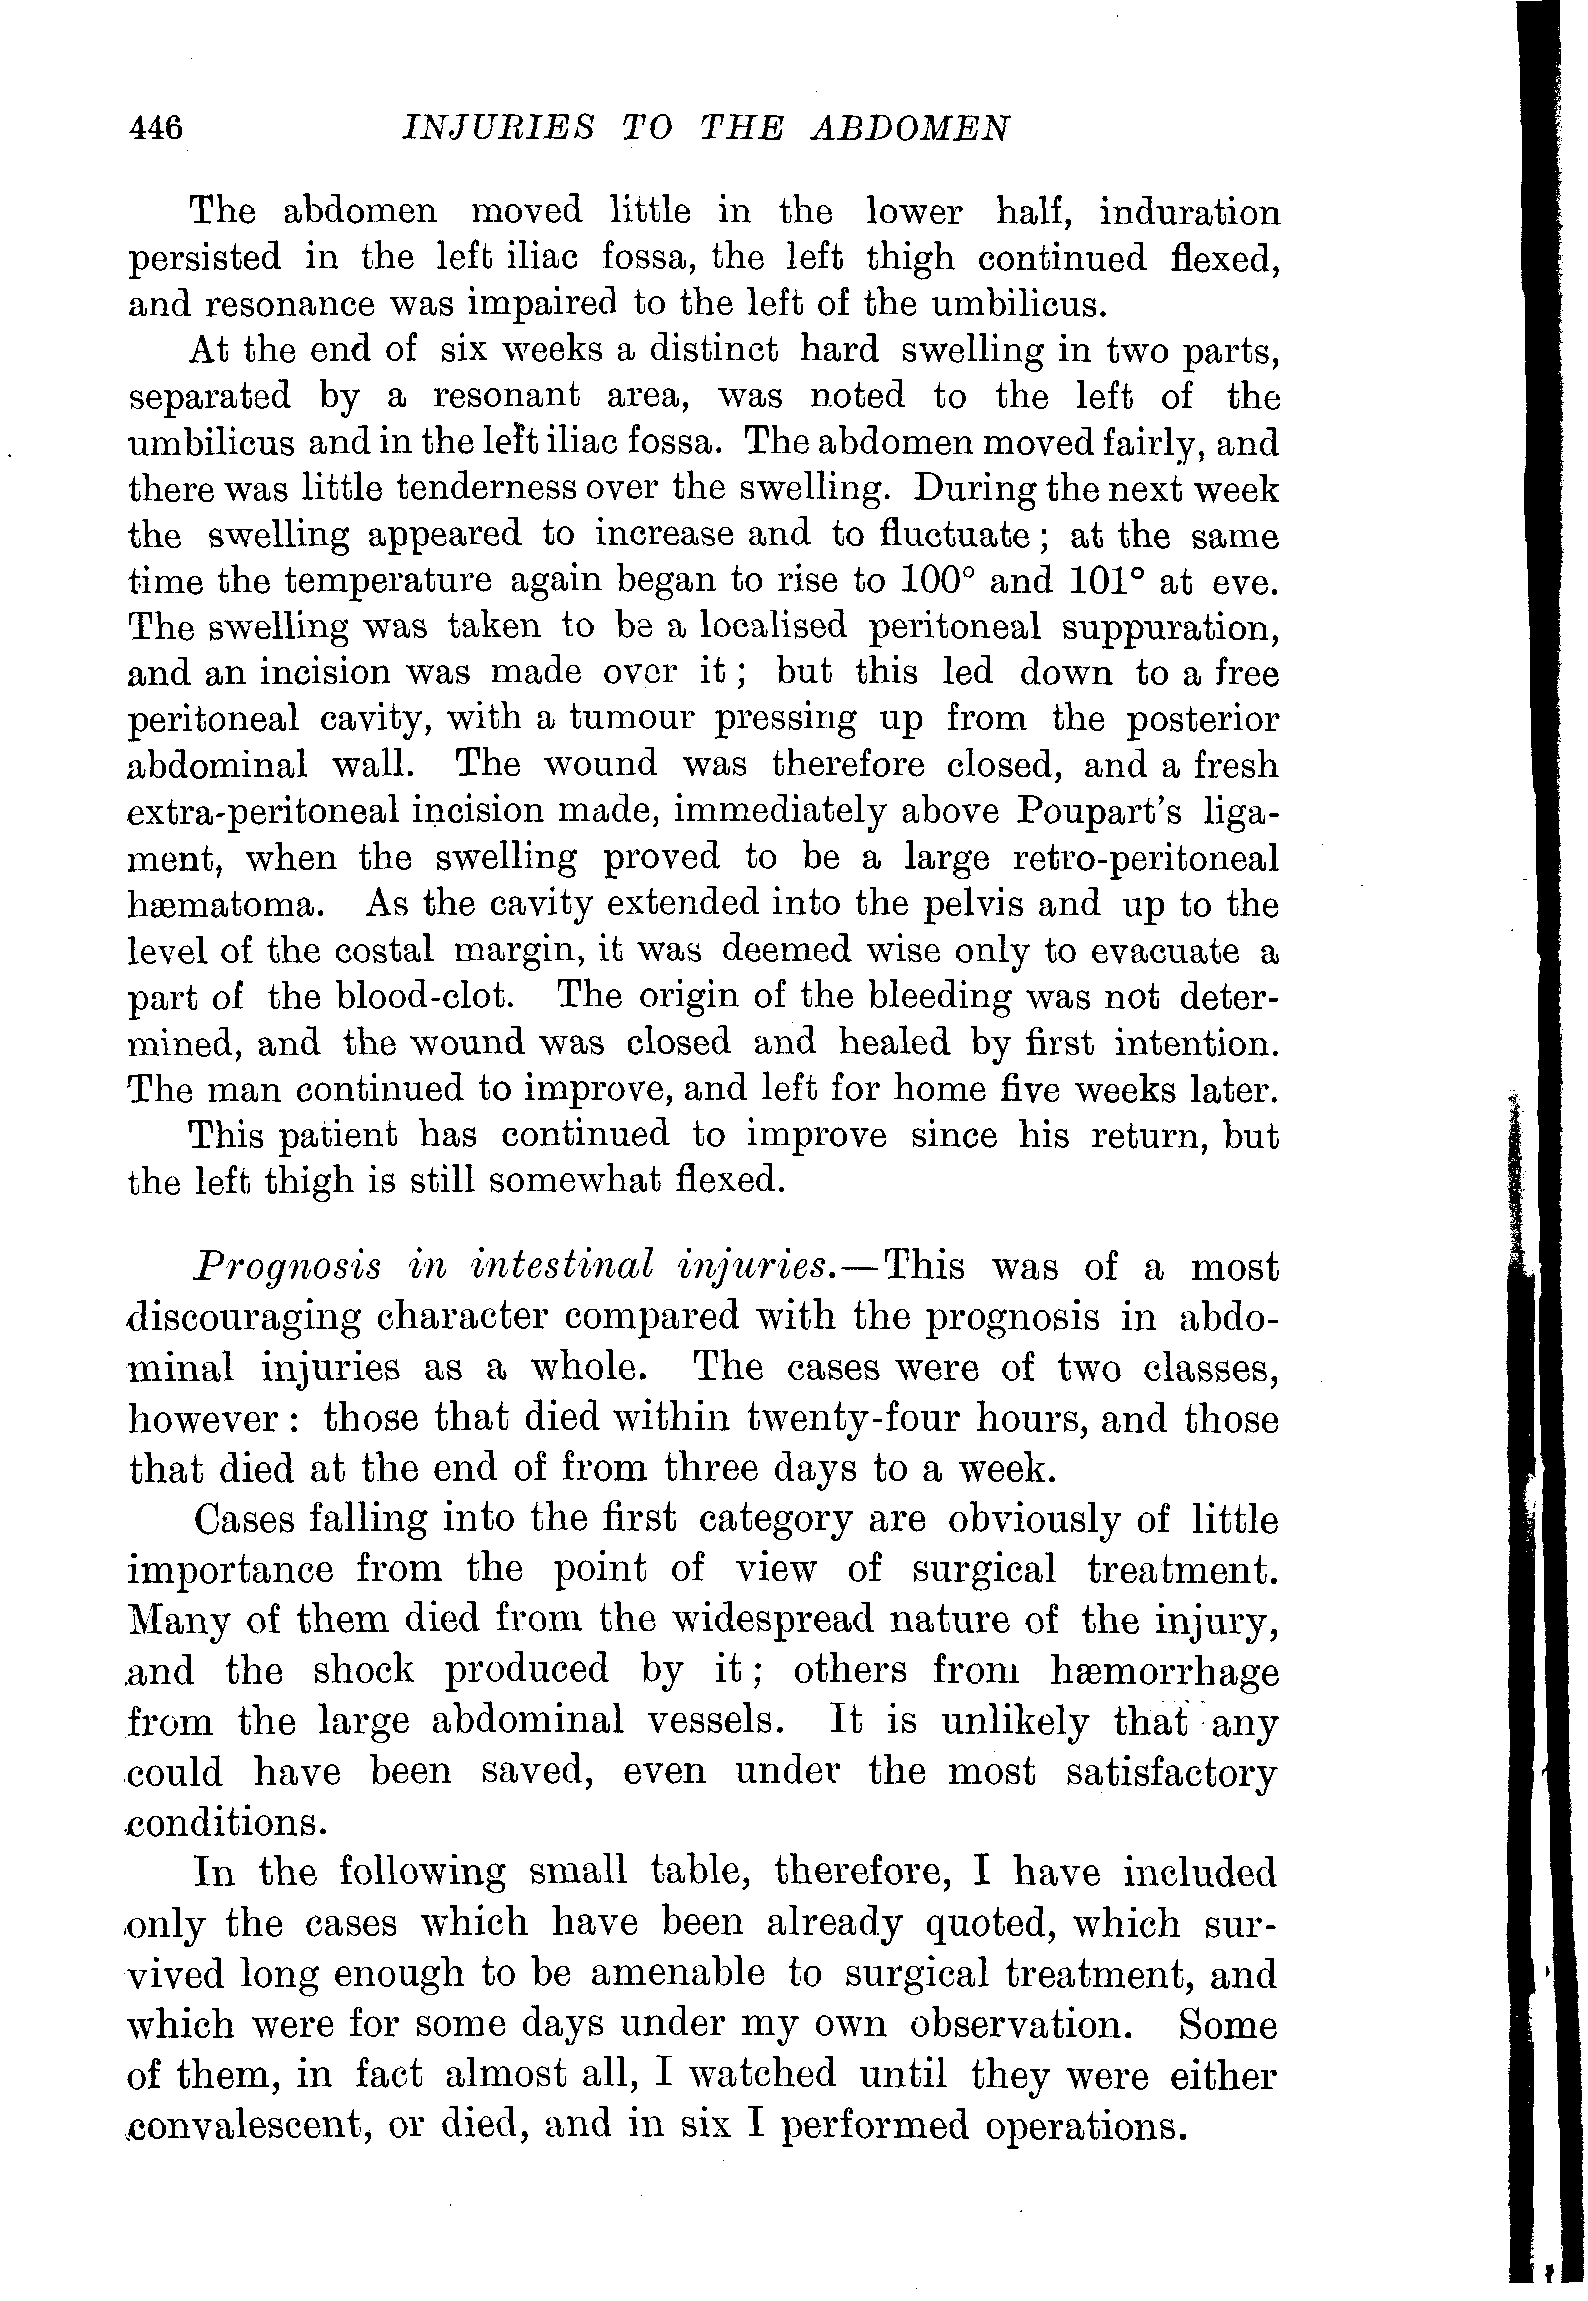 446 INJURIES TO THE ABDOMEN
The abdomen moved little in the lower half, induration
persisted in the left iliac fossa, the left thigh continued flexed,
and resonance was impaired to the left of the umbilicus.
At the end of six weeks a distinct hard swelling in two parts,
separated by a resonant area, was noted to the left of the
umbilicus and in the left iliac fossa. The abdomen moved fairly, and
there was little tenderness over the swelling. During the next week
the swelling appeared to increase and to fluctuate; at the same
time the temperature again began to rise to 100° and 101° at eve.
The swelling was taken to be a localised peritoneal suppuration,
and an incision was made over it; but this led down to a free
peritoneal cavity, with a tumour pressing up from the posterior
abdominal wall. The wound was therefore closed, and a fresh
extra-peritoneal incision made, immediately above Poupart's liga-
ment, when the swelling proved to be a large retro-peritoneal
hæmatoma. As the cavity extended into the pelvis and up to the
level of the costal margin, it was deemed wise only to evacuate a
part of the blood-clot. The origin of the bleeding was not deter-
mined, and the wound was closed and healed by first intention.
The man continued to improve, and left for home five weeks later.
This patient has continued to improve since his return, but
the left thigh is still somewhat flexed.
Prognosis in intestinal injuries.—This was of a most
discouraging character compared with the prognosis in abdo-
minal injuries as a whole. The cases were of two classes,
however: those that died within twenty-four hours, and those
that died at the end of from three days to a week.
Cases falling into the first category are obviously of little
importance from the point of view of surgical treatment.
Many of them died from the widespread nature of the injury,
and the shock produced by it; others from hæmorrhage
from the large abdominal vessels. It is unlikely that any
could have been saved, even under the most satisfactory
conditions.
In the following small table, therefore, I have included
only the cases which have been already quoted, which sur-
vived long enough to be amenable to surgical treatment, and
which were for some days under my own observation. Some
of them, in fact almost all, I watched until they were either
convalescent, or died, and in six I performed operations.